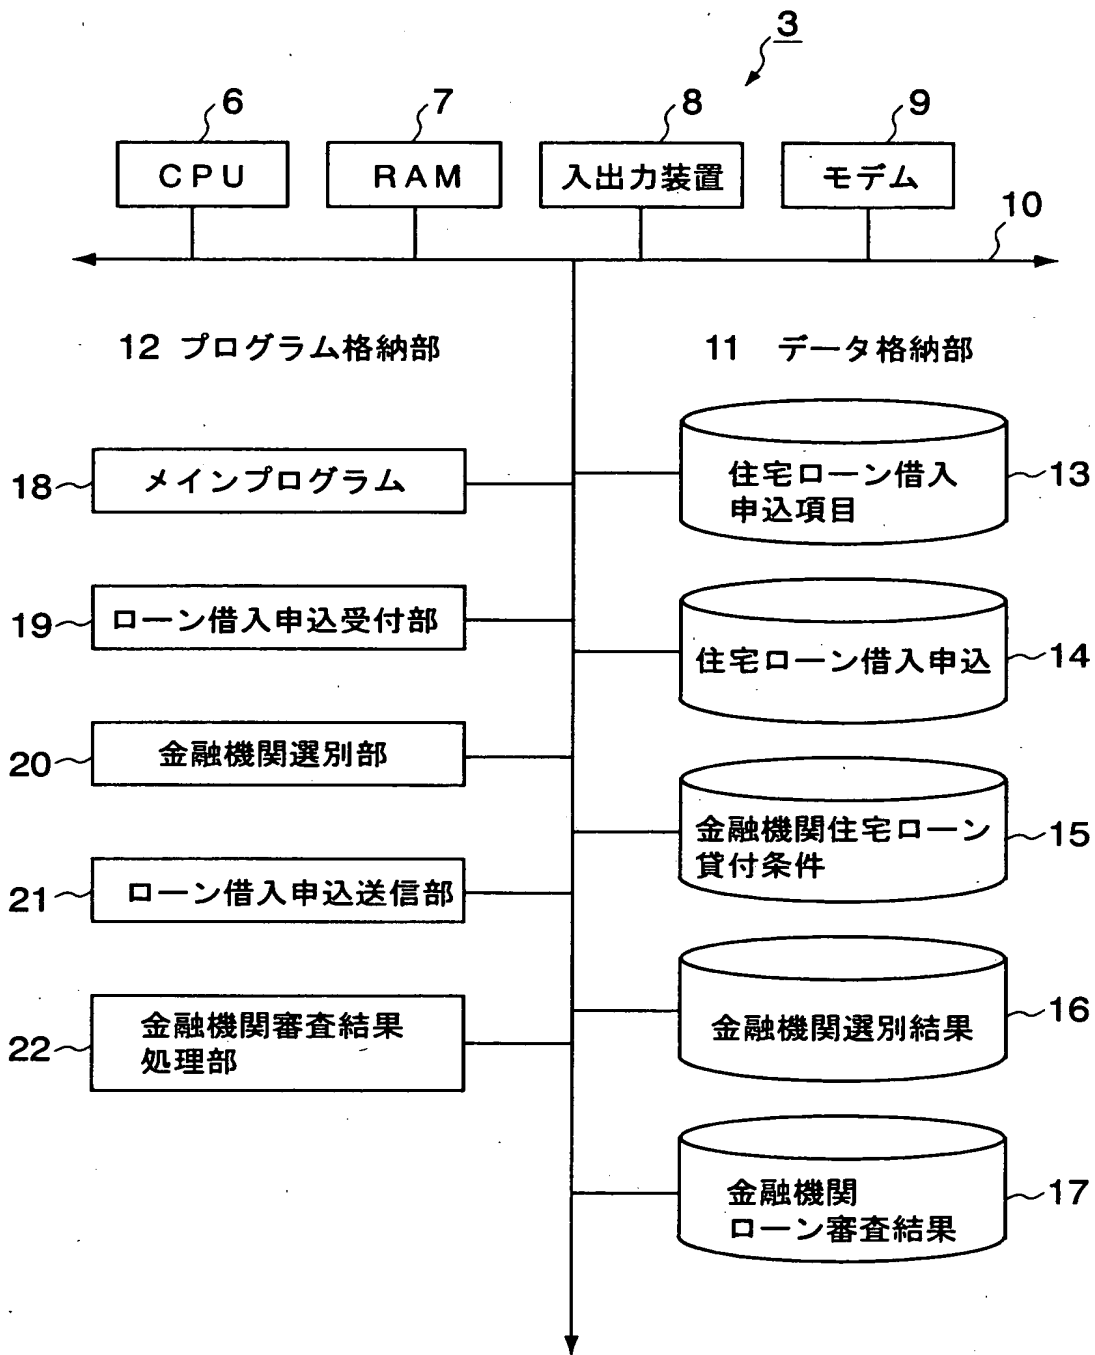 3
6
7
8
9
CPU
RAM
入出力装置
モデム
10
12 プログラム格納部
11 データ格納部
18
メインプログラム
住宅ローン借入
申込項目
13
19
ローン借入申込受付部
住宅ローン借入申込
14
20
金融機関選別部
金融機関住宅ローン
貸付条件
15
21
ローン借入申込送信部
金融機関選別結果
16
22
金融機関審査結果
処理部
金融機関
ローン審査結果
17